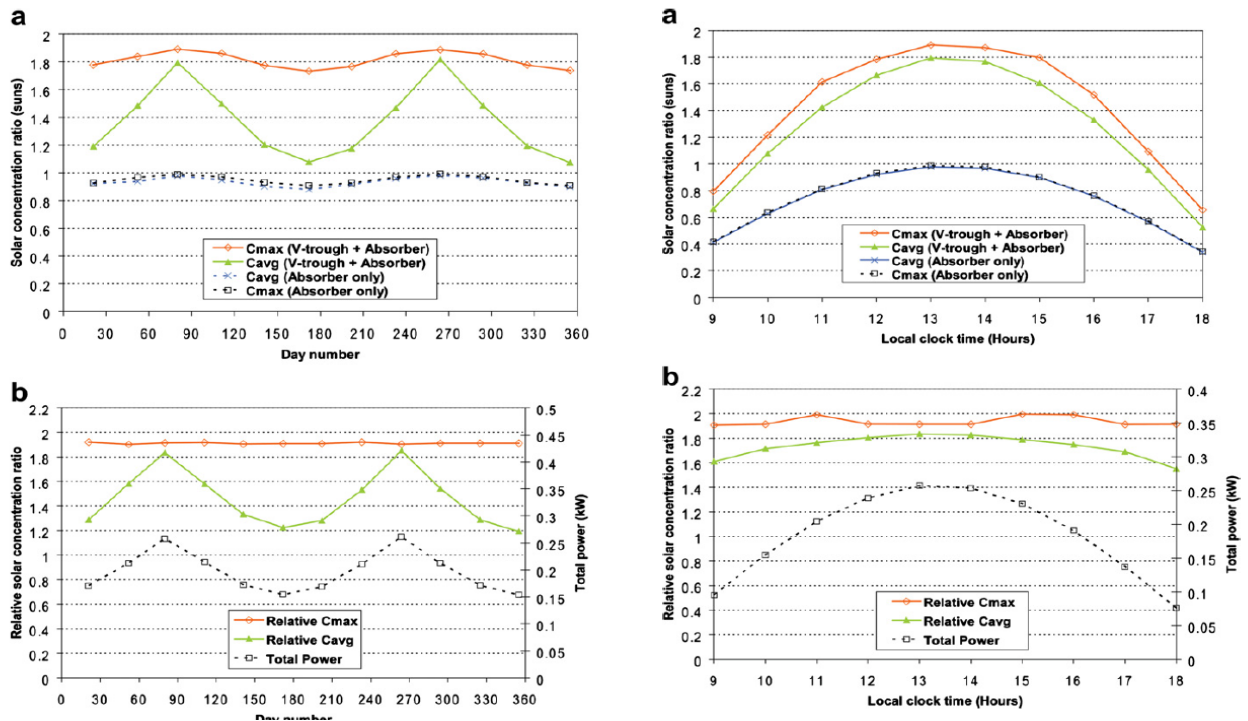 a
2
1.8
1.6
1.4
1.2
1
0.8
0.6
0.4
0.2
0
Solar concentration ratio (suns)
Cmax (V-trough + Absorber)
Cavg (V-trough + Absorber)
Cavg (Absorber only)
Cmax (Absorber only)
0 30 60 90 120 150 180 210 240 270 300 330 360
Day number
a
2
1.8
1.6
1.4
1.2
1
0.8
0.6
0.4
0.2
0
Solar concentration ratio (suns)
Cmax (V-trough + Absorber)
Cavg (V-trough + Absorber)
Cavg (Absorber only)
Cmax (Absorber only)
9 10 11 12 13 14 15 16 17 18
Local clock time (Hours)
b
2.2
2
1.8
1.6
1.4
1.2
1
0.8
0.6
0.4
0.2
0
Relative solar concentration ratio
0.5
0.45
0.4
0.35
0.3
0.25
0.2
0.15
0.1
0.05
0
Total power (kW)
Relative Cmax
Relative Cavg
Total Power
0 30 60 90 120 150 180 210 240 270 300 330 360
Day number
b
2.2
2
1.8
1.6
1.4
1.2
1
0.8
0.6
0.4
0.2
0
Relative solar concentration ratio
0.4
0.35
0.3
0.25
0.2
0.15
0.1
0.05
0
Total power (kW)
Relative Cmax
Relative Cavg
Total Power
9 10 11 12 13 14 15 16 17 18
Local clock time (Hours)